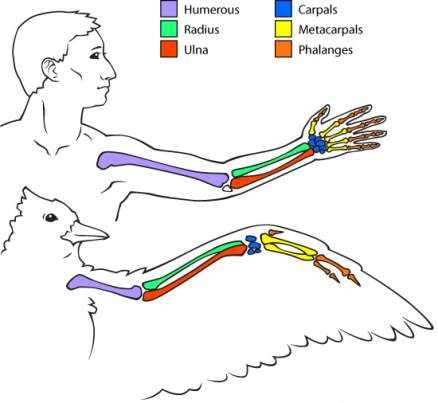 Humerous
Carpals
Radius
Metacarpals
Ulna
Phalanges